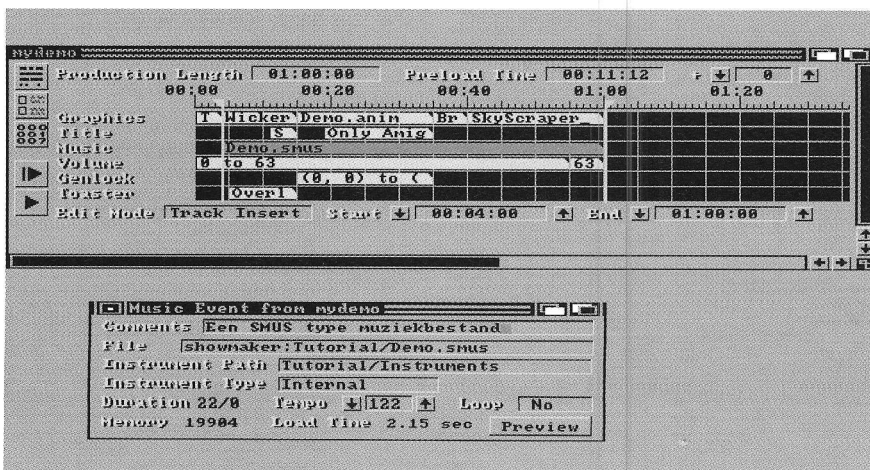 mydemo
Production Length 01:00:00 Preload Time 00:11:12 0
00:00 00:20 00:40 01:00 01:20
Graphics T Wicker Demo.anim Br SkyScraper_
Title S Only Amig
Music Demo.smus
Volume 0 to 63 63
Genlock (0, 0) to (
Toaster Overl
Edit Mode Track Insert Start 00:04:00 End 01:00:00
Music Event from mydemo
Comments Een SMUS type muziekbestand
File showmaker:Tutorial/Demo.smus
Instrument Path Tutorial/Instruments
Instrument Type Internal
Duration 22/0 Tempo 122 Loop No
Memory 19904 Load Time 2.15 sec Preview